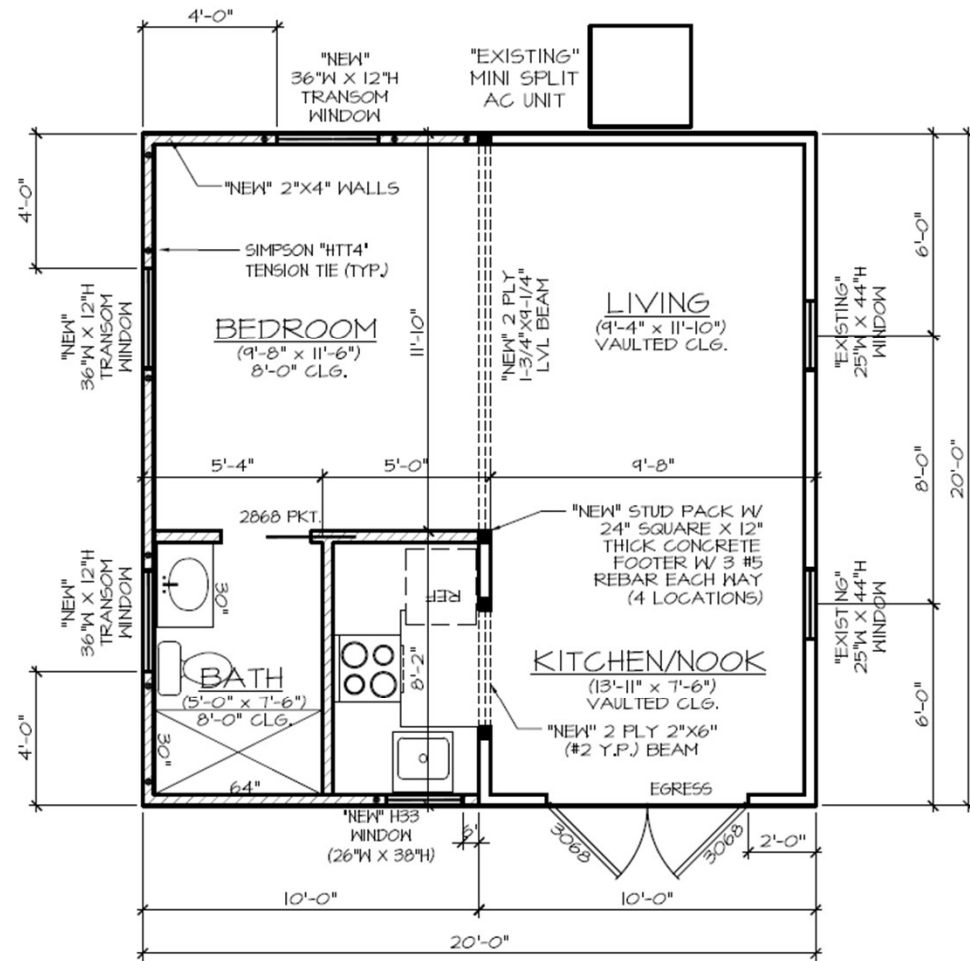 4'-0"
"NEW"
36"W X 12"H
TRANSOM
WINDOW
"EXISTING"
MINI SPLIT
AC UNIT
"NEW" 2"X4" WALLS
4'-0"
SIMPSON "HTT4"
TENSION TIE (TYP.)
6'-0"
"NEW"
36"W X 12"H
TRANSOM
WINDOW
BEDROOM
(9'-8" x 11'-6")
8'-0" CLG.
11'-10"
"NEW" 2 PLY
1-3/4"X9-1/4"
LVL BEAM
LIVING
(9'-4" x 11'-10")
VAULTED CLG.
"EXISTING"
25"W X 44"H
WINDOW
5'-4"
5'-0"
9'-8"
8'-0"
20'-0"
2868 PKT.
"NEW" STUD PACK W/
24" SQUARE X 12"
THICK CONCRETE
FOOTER W/ 3 #5
REBAR EACH WAY
(4 LOCATIONS)
"NEW"
36"W X 12"H
TRANSOM
WINDOW
30"
REF
"EXISTING"
25"W X 44"H
WINDOW
BATH
(5'-0" x 7'-6")
8'-0" CLG.
8'-2"
KITCHEN/NOOK
(13'-11" x 7'-6")
VAULTED CLG.
6'-0"
4'-0"
30"
64"
"NEW" 2 PLY 2"X6"
(#2 Y.P.) BEAM
EGRESS
"NEW" H33
WINDOW
(26"W X 38"H)
6"
3068
3068
2'-0"
10'-0"
10'-0"
20'-0"